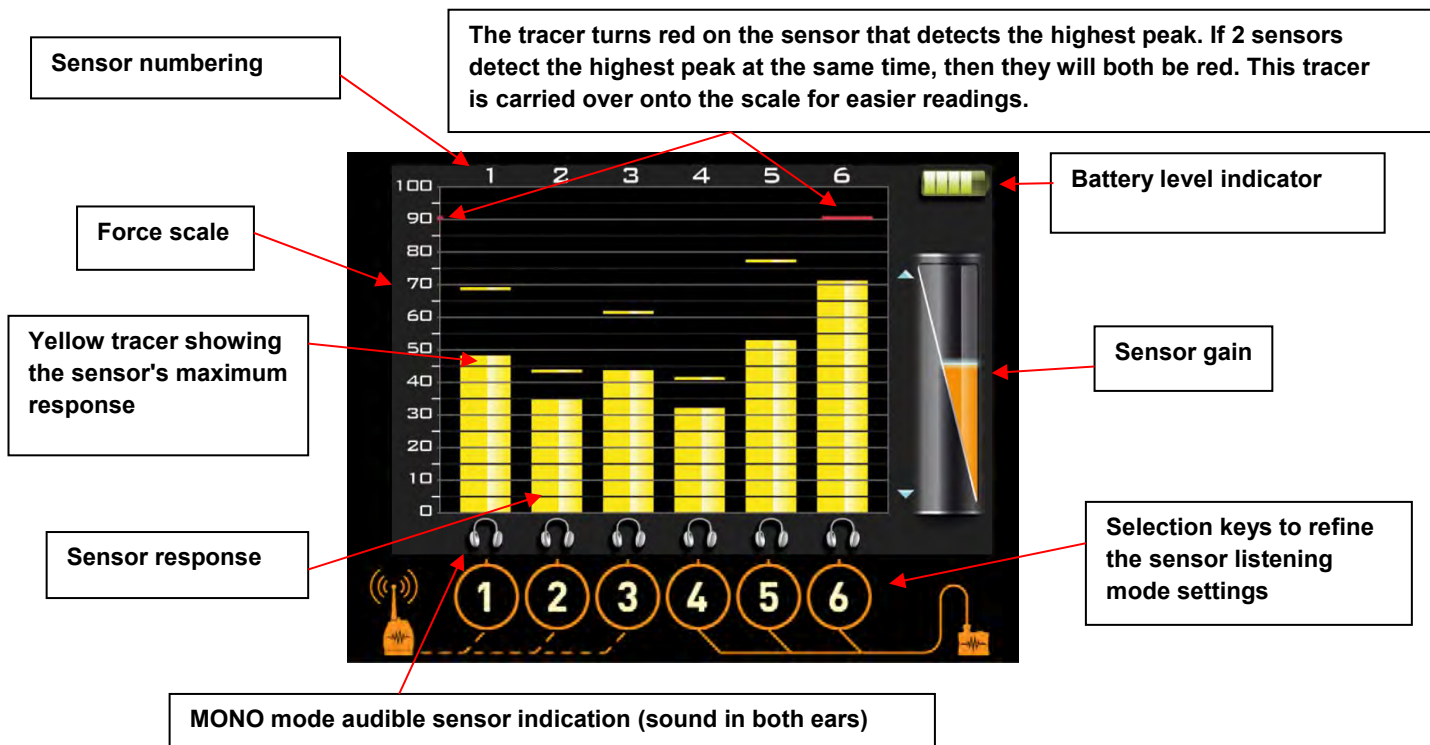 The tracer turns red on the sensor that detects the highest peak. If 2 sensors
detect the highest peak at the same time, then they will both be red. This tracer
is carried over onto the scale for easier readings.
Sensor numbering
1 2 3 4 5 6
Battery level indicator
100
90
80
70
60
50
40
30
20
10
0
Force scale
Yellow tracer showing
the sensor's maximum
response
Sensor gain
Sensor response
Selection keys to refine
the sensor listening
mode settings
1 2 3 4 5 6
MONO mode audible sensor indication (sound in both ears)